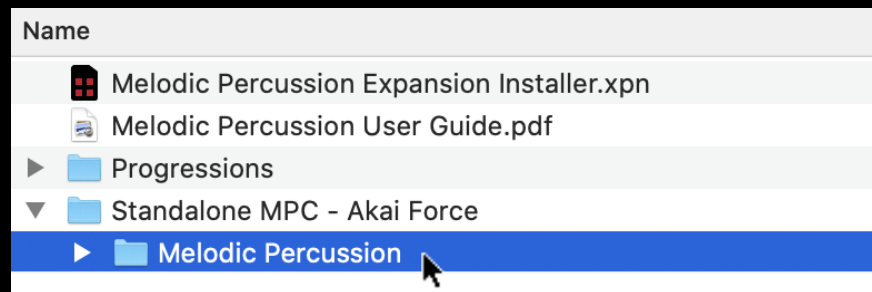 Name
Melodic Percussion Expansion Installer.xpn
Melodic Percussion User Guide.pdf
Progressions
Standalone MPC - Akai Force
Melodic Percussion